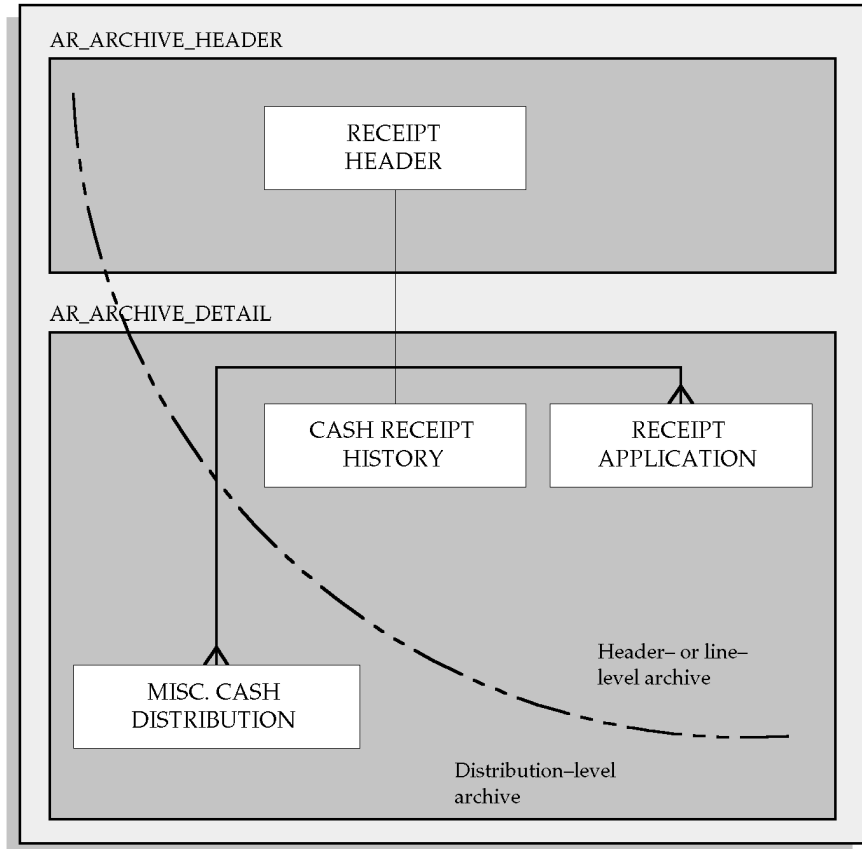 AR_ARCHIVE_HEADER
RECEIPT
HEADER
AR_ARCHIVE_DETAIL
CASH RECEIPT
HISTORY
RECEIPT
APPLICATION
Header– or line–
level archive
MISC. CASH
DISTRIBUTION
Distribution–level
archive